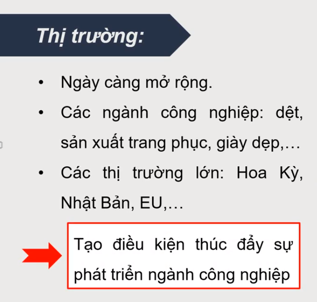 Thị trường:
• Ngày càng mở rộng.
• Các ngành công nghiệp: dệt,
sản xuất trang phục, giày dẹp,...
• Các thị trường lớn: Hoa Kỳ,
Nhật Bản, EU,...
Tạo điều kiện thúc đẩy sự
phát triển ngành công nghiệp